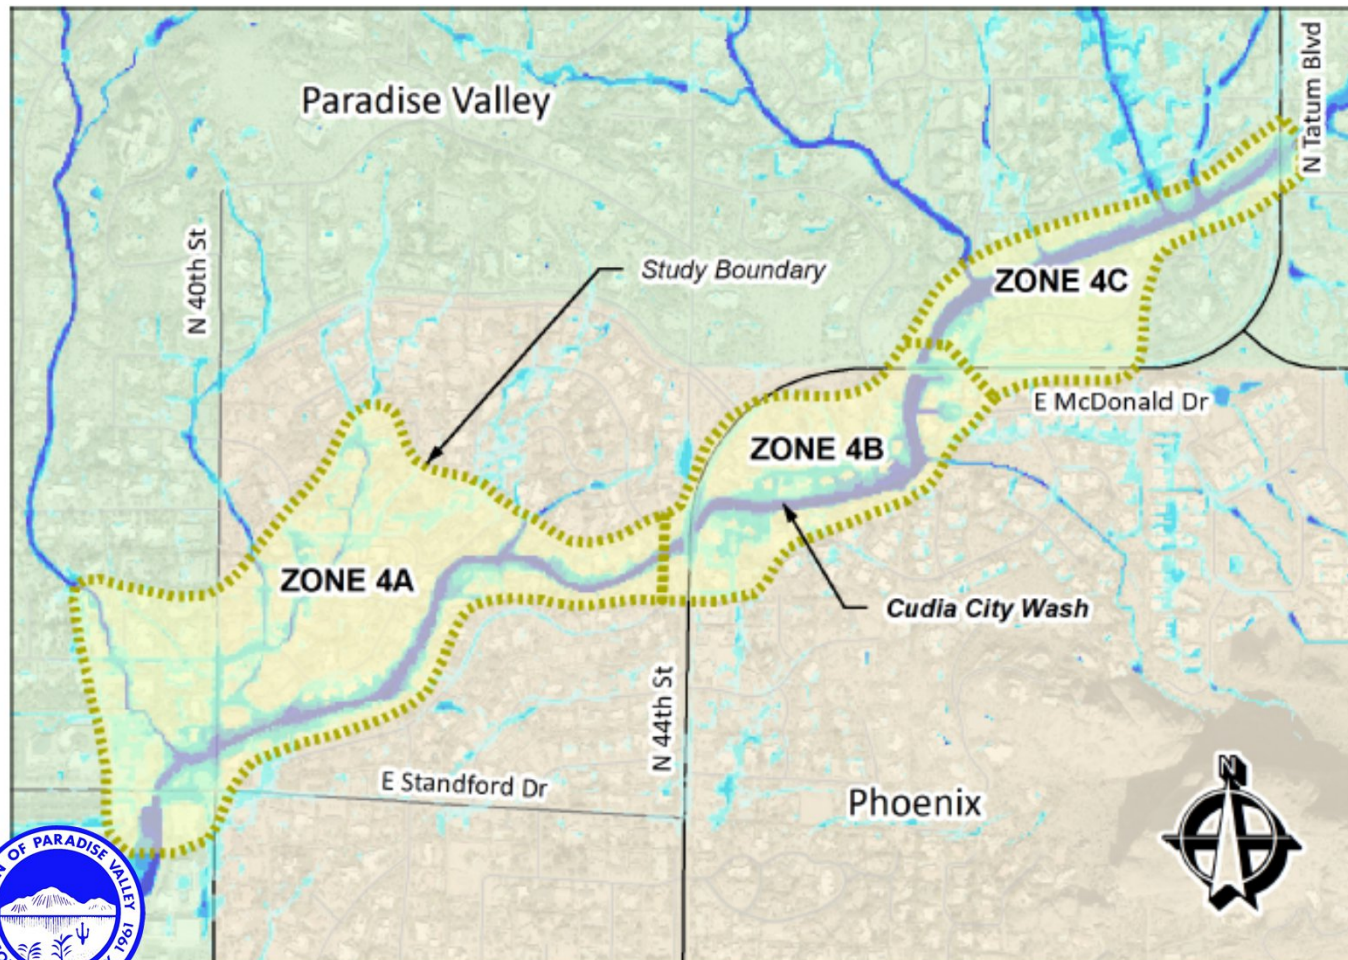 N Tatum Blvd
Paradise Valley
N 40th St
Study Boundary
ZONE 4C
E McDonald Dr
ZONE 4B
ZONE 4A
Cudia City Wash
N 44th St
E Standford Dr
Phoenix
N
OF PARADISE VALLEY
1961